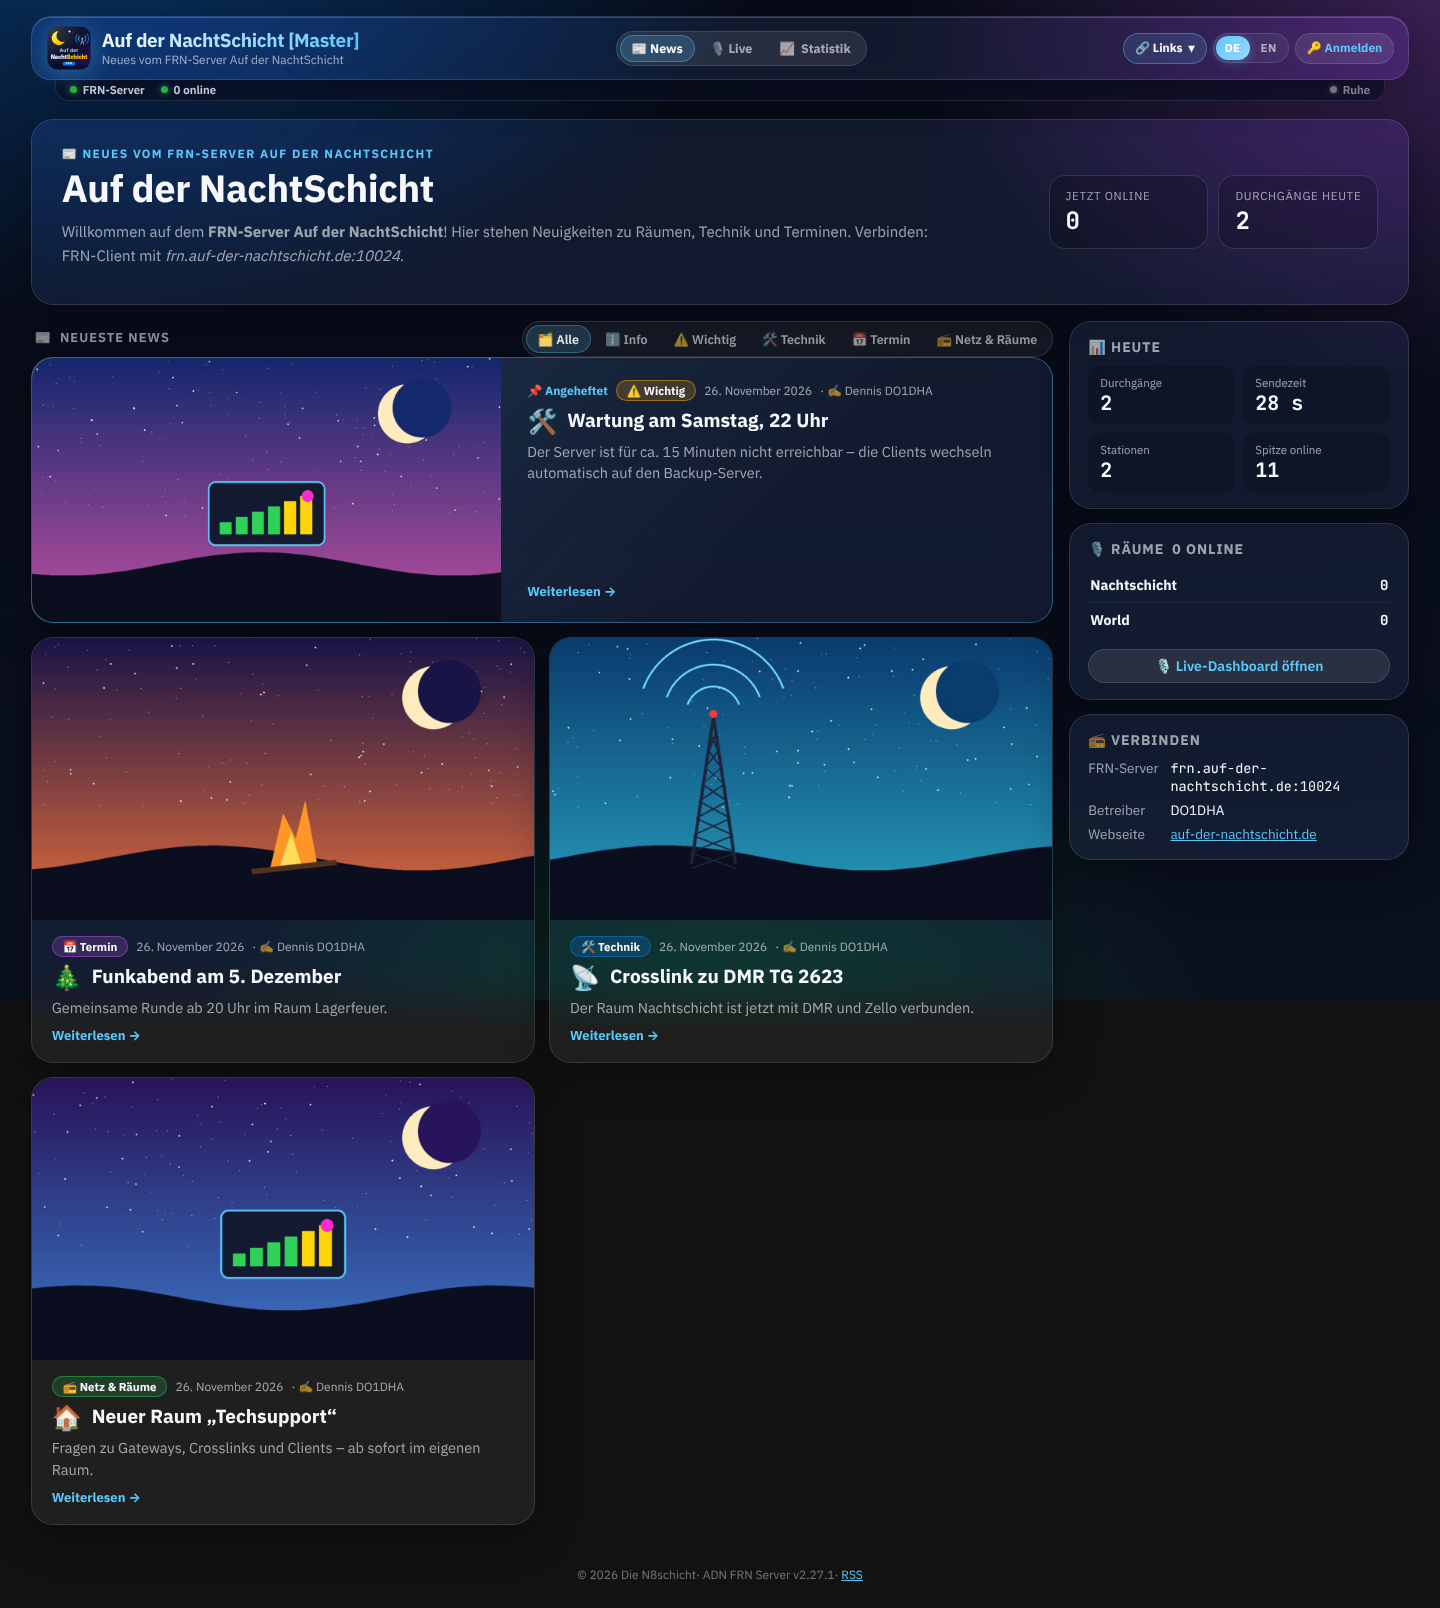 Auf der NachtSchicht [Master]
Neues vom FRN-Server Auf der NachtSchicht
📰 News
🎙️ Live
📈 Statistik
🔗 Links ▾
DE
EN
🔑 Anmelden
FRN-Server
0 online
Ruhe
📰 NEUES VOM FRN-SERVER AUF DER NACHTSCHICHT
Auf der NachtSchicht
Willkommen auf dem FRN-Server Auf der NachtSchicht! Hier stehen Neuigkeiten zu Räumen, Technik und Terminen. Verbinden:
FRN-Client mit frn.auf-der-nachtschicht.de:10024.
JETZT ONLINE
0
DURCHGÄNGE HEUTE
2
📰 NEUESTE NEWS
🗂️ Alle
ℹ️ Info
⚠️ Wichtig
🛠️ Technik
📅 Termin
📻 Netz & Räume
📌 Angeheftet ⚠️ Wichtig 26. November 2026 · ✍️ Dennis DO1DHA
🛠️ Wartung am Samstag, 22 Uhr
Der Server ist für ca. 15 Minuten nicht erreichbar – die Clients wechseln
automatisch auf den Backup-Server.
Weiterlesen →
📅 Termin 26. November 2026 · ✍️ Dennis DO1DHA
🎄 Funkabend am 5. Dezember
Gemeinsame Runde ab 20 Uhr im Raum Lagerfeuer.
Weiterlesen →
🛠️ Technik 26. November 2026 · ✍️ Dennis DO1DHA
📡 Crosslink zu DMR TG 2623
Der Raum Nachtschicht ist jetzt mit DMR und Zello verbunden.
Weiterlesen →
📻 Netz & Räume 26. November 2026 · ✍️ Dennis DO1DHA
🏠 Neuer Raum „Techsupport“
Fragen zu Gateways, Crosslinks und Clients – ab sofort im eigenen
Raum.
Weiterlesen →
📊 HEUTE
Durchgänge
2
Sendezeit
28 s
Stationen
2
Spitze online
11
🎙️ RÄUME 0 ONLINE
Nachtschicht 0
World 0
🎙️ Live-Dashboard öffnen
📻 VERBINDEN
FRN-Server frn.auf-der-
nachtschicht.de:10024
Betreiber DO1DHA
Webseite auf-der-nachtschicht.de
© 2026 Die N8schicht· ADN FRN Server v2.27.1· RSS